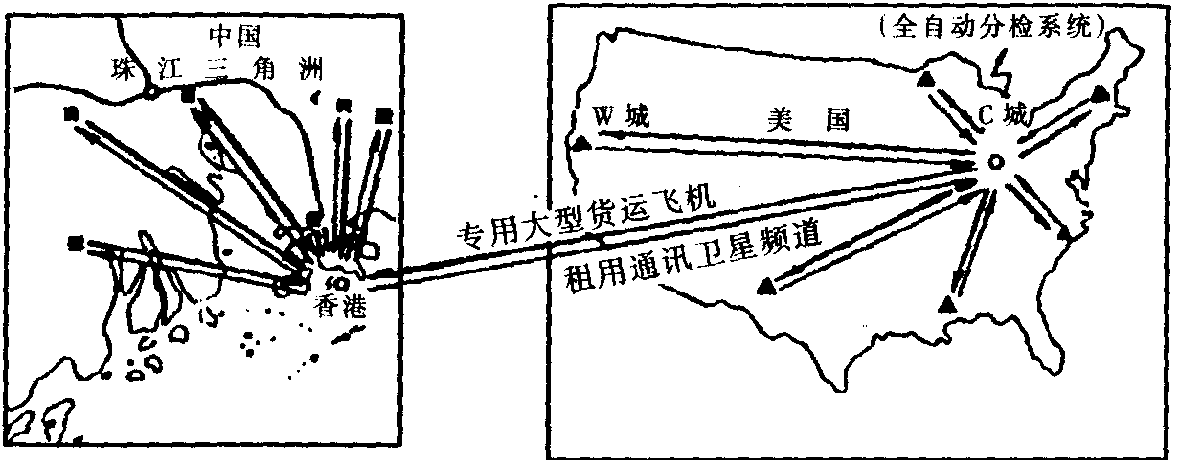 中国
珠江三角洲
香港
专用大型货运飞机
租用通讯卫星频道
(全自动分检系统)
W城
美国
C城